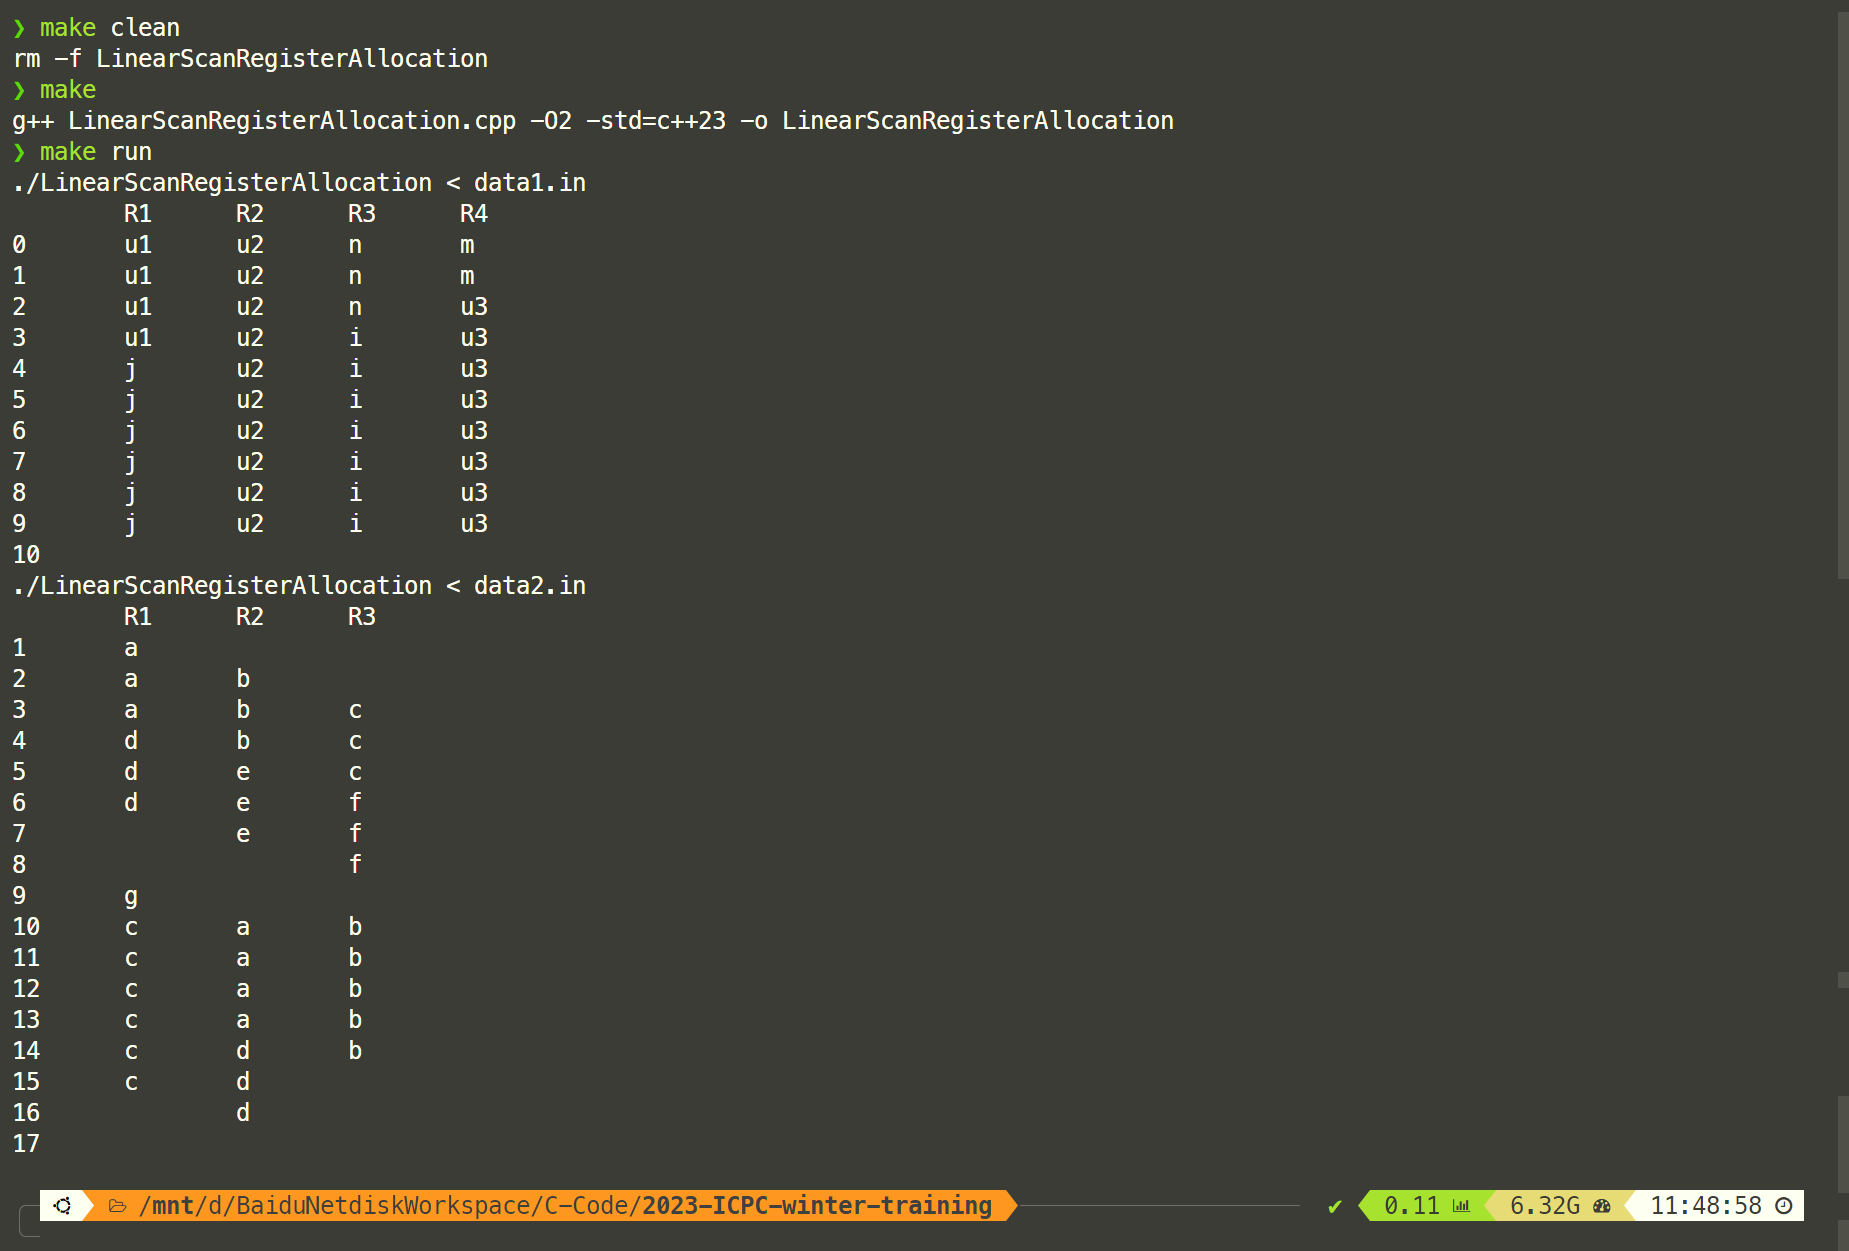 ❯ make clean
rm -f LinearScanRegisterAllocation
❯ make
g++ LinearScanRegisterAllocation.cpp -O2 -std=c++23 -o LinearScanRegisterAllocation
❯ make run
./LinearScanRegisterAllocation < data1.in
        R1      R2      R3      R4
0       u1      u2      n       m
1       u1      u2      n       m
2       u1      u2      n       u3
3       u1      u2      i       u3
4       j       u2      i       u3
5       j       u2      i       u3
6       j       u2      i       u3
7       j       u2      i       u3
8       j       u2      i       u3
9       j       u2      i       u3
10
./LinearScanRegisterAllocation < data2.in
        R1      R2      R3
1       a
2       a       b
3       a       b       c
4       d       b       c
5       d       e       c
6       d       e       f
7               e       f
8                       f
9       g
10      c       a       b
11      c       a       b
12      c       a       b
13      c       a       b
14      c       d       b
15      c       d
16              d
17
/mnt/d/BaiduNetdiskWorkspace/C-Code/2023-ICPC-winter-training ✔ 0.11 6.32G 11:48:58